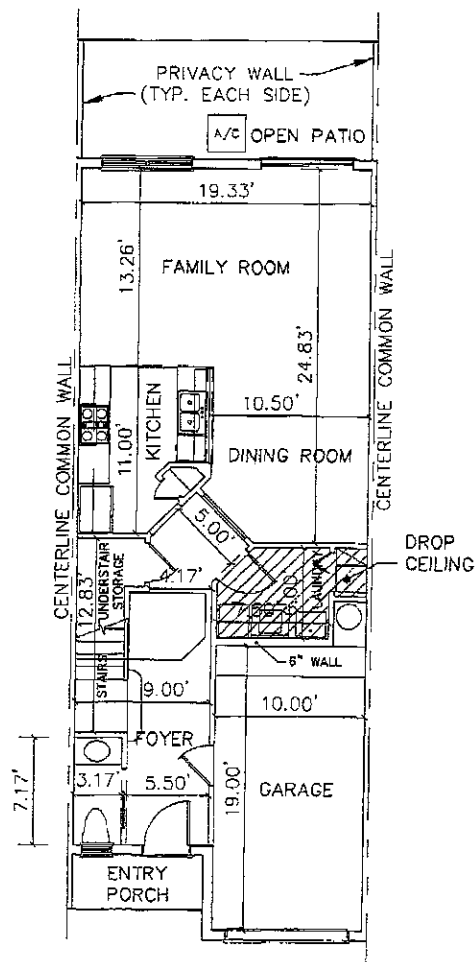 PRIVACY WALL
(TYP. EACH SIDE)
A/C OPEN PATIO
19.33'
13.26'
FAMILY ROOM
24.83'
CENTERLINE COMMON WALL
KITCHEN
11.00'
10.50'
DINING ROOM
CENTERLINE COMMON WALL
5.00'
DROP
CEILING
UNDERSTAIR
STORAGE
4.17'
LAUNDRY
12.83'
6" WALL
STAIRS
9.00'
10.00'
FOYER
7.17'
3.17'
5.50'
19.00'
GARAGE
ENTRY
PORCH